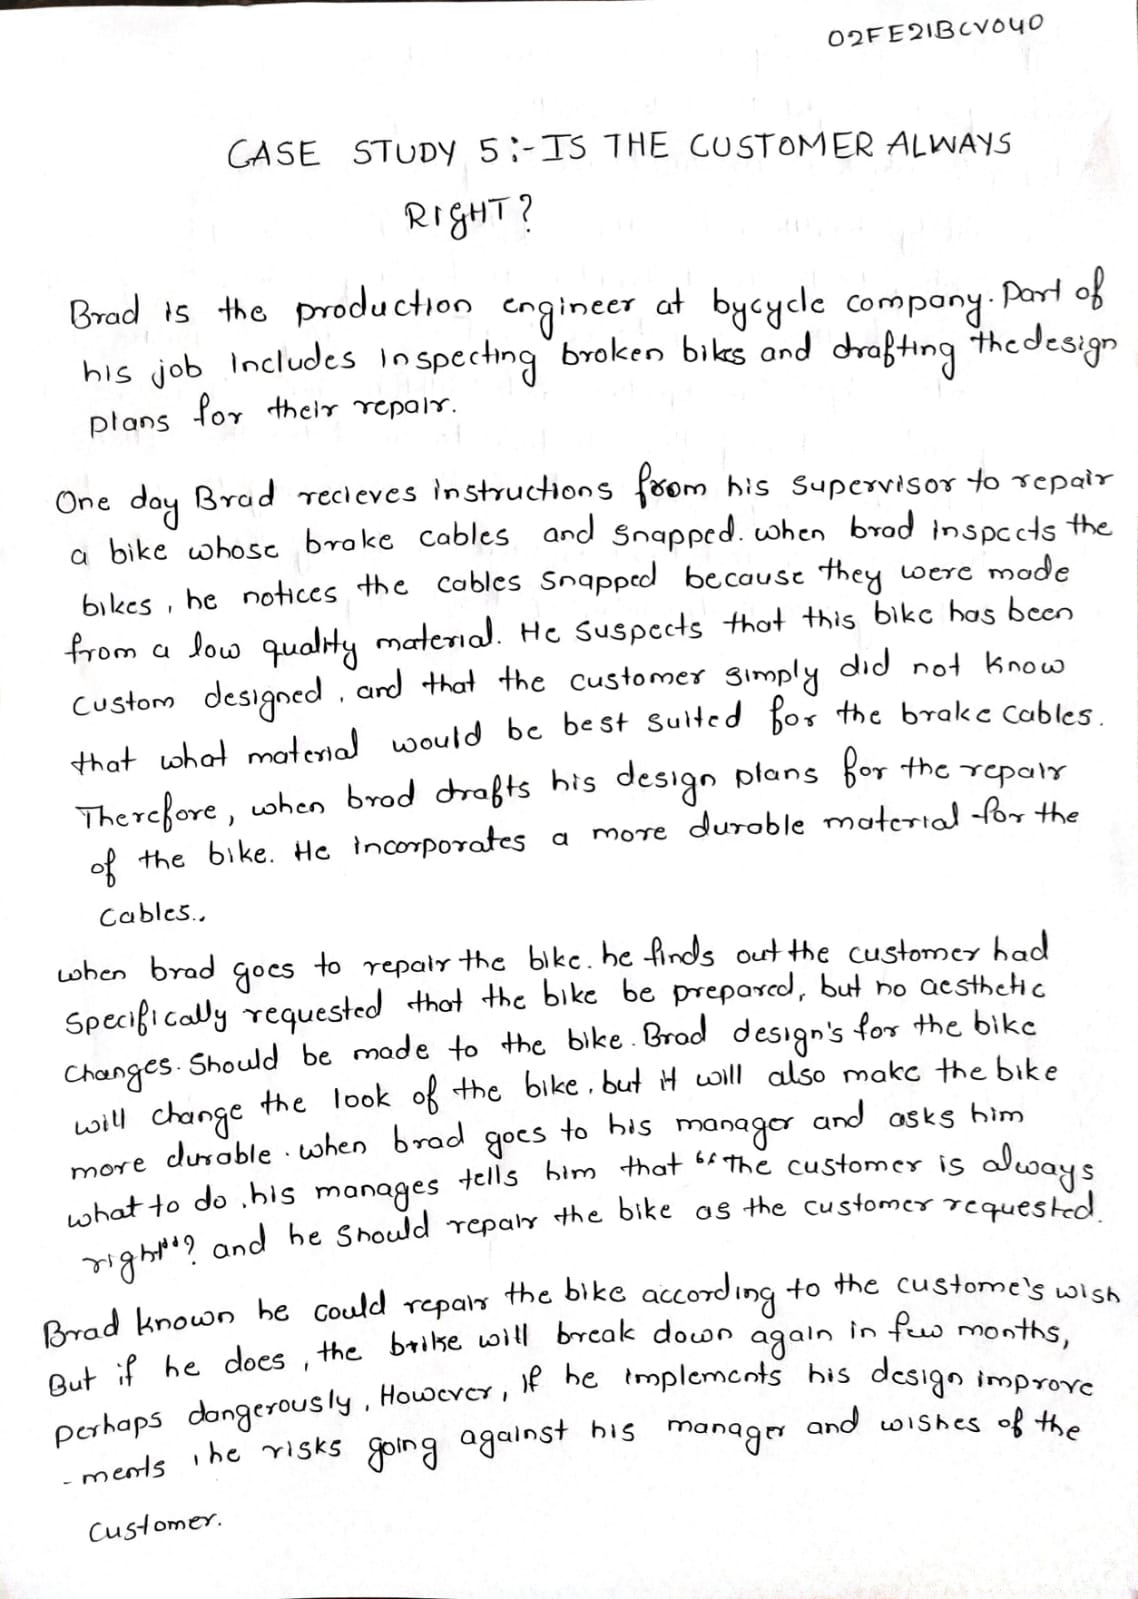 02FE21BCV040
CASE STUDY 5:- IS THE CUSTOMER ALWAYS
RIGHT?
Brad is the production engineer at bycycle company. Part of
his job includes inspecting broken bikes and drafting the design
plans for their repair.
One day Brad recieves instructions from his supervisor to repair
a bike whose brake cables and snapped. when brad inspects the
bikes, he notices the cables snapped because they were made
from a low quality material. He suspects that this bike has been
custom designed, and that the customer simply did not know
that what material would be best suited for the brake cables.
Therefore, when brad drafts his design plans for the repair
of the bike. He incorporates a more durable material for the
cables..
when brad goes to repair the bike. he finds out the customer had
specifically requested that the bike be prepared, but no aesthetic
changes. Should be made to the bike. Brad design's for the bike
will change the look of the bike, but it will also make the bike
more durable. when brad goes to his manager and asks him
what to do, his manages tells him that "the customer is always
right"? and he should repair the bike as the customer requested.
Brad known he could repair the bike according to the custome's wish
But if he does, the brike will break down again in few months,
perhaps dangerously, However, if he implements his design improve
-ments, he risks going against his manager and wishes of the
customer.